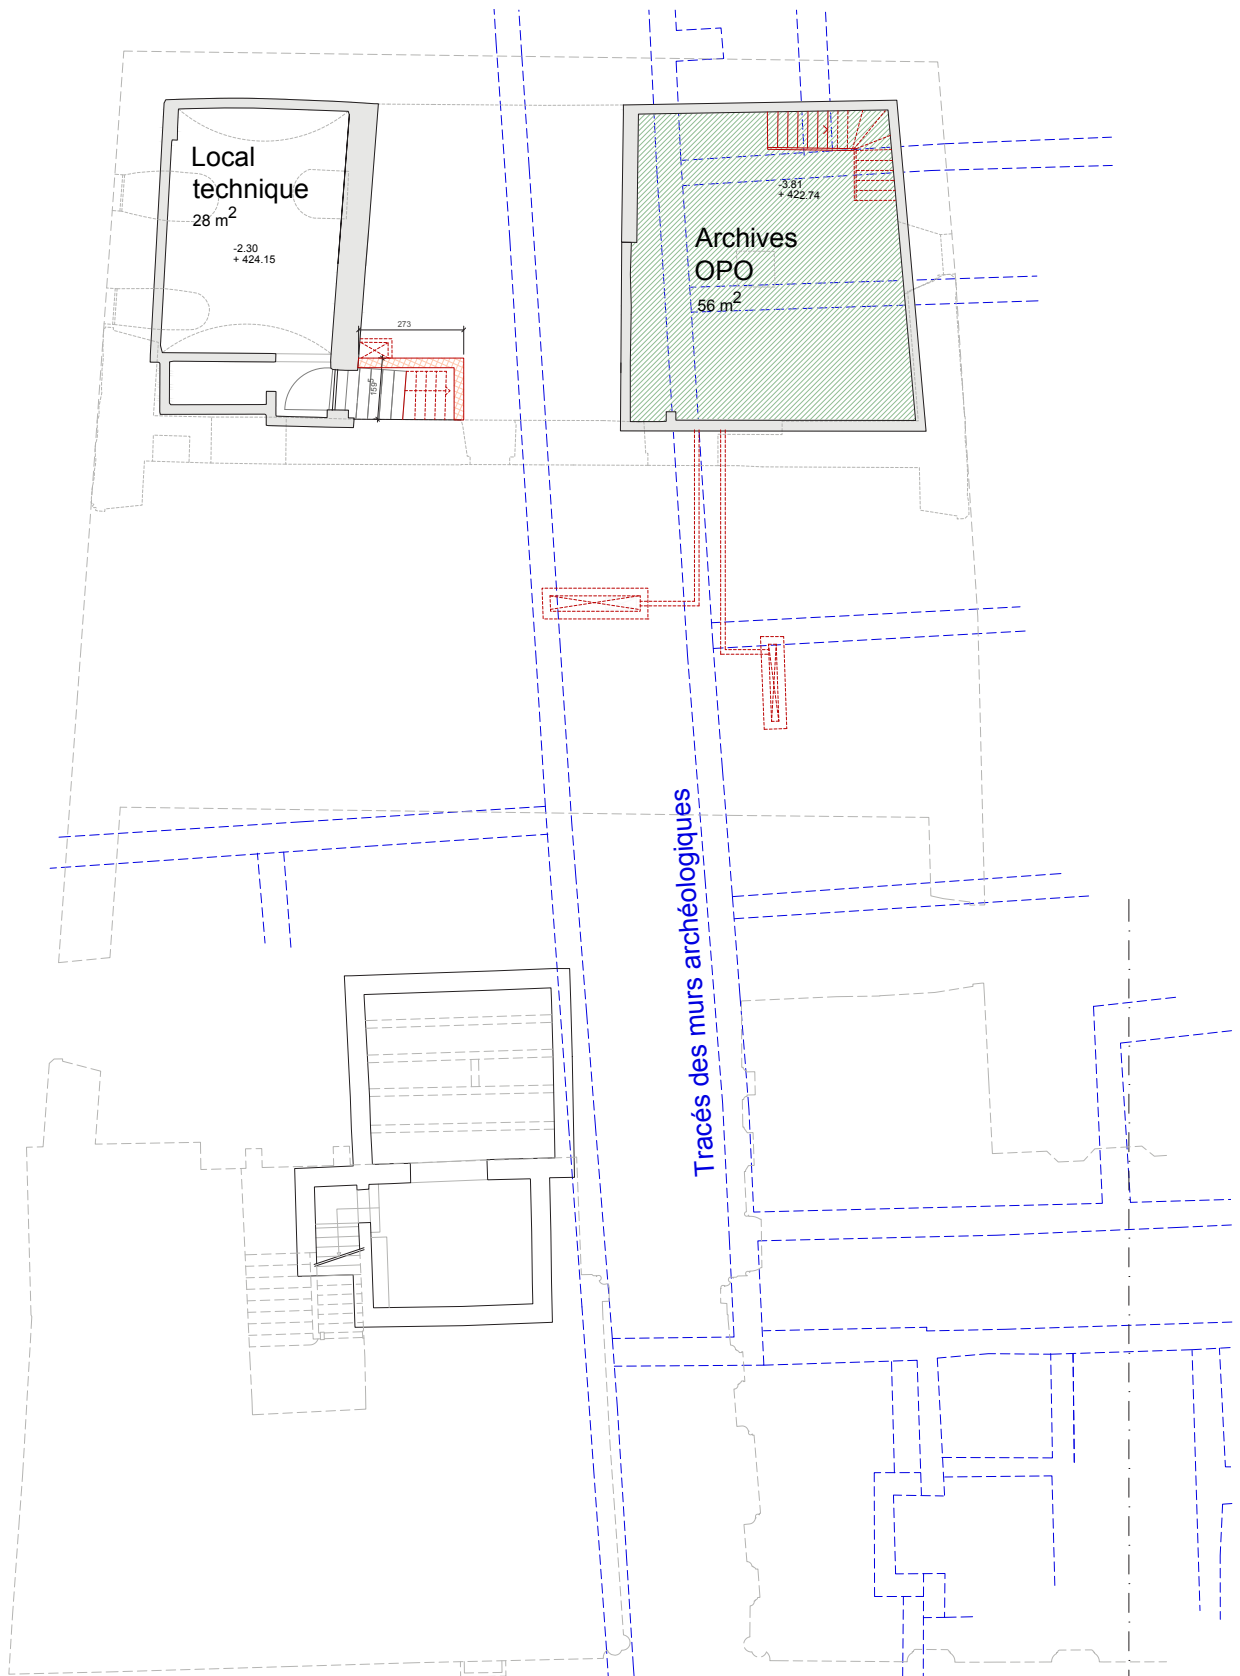 Local
technique
28 m²
-2.30
+ 424.15
273
159⁵
-3.81
+ 422.74
Archives
OPO
56 m²
Tracés des murs archéologiques